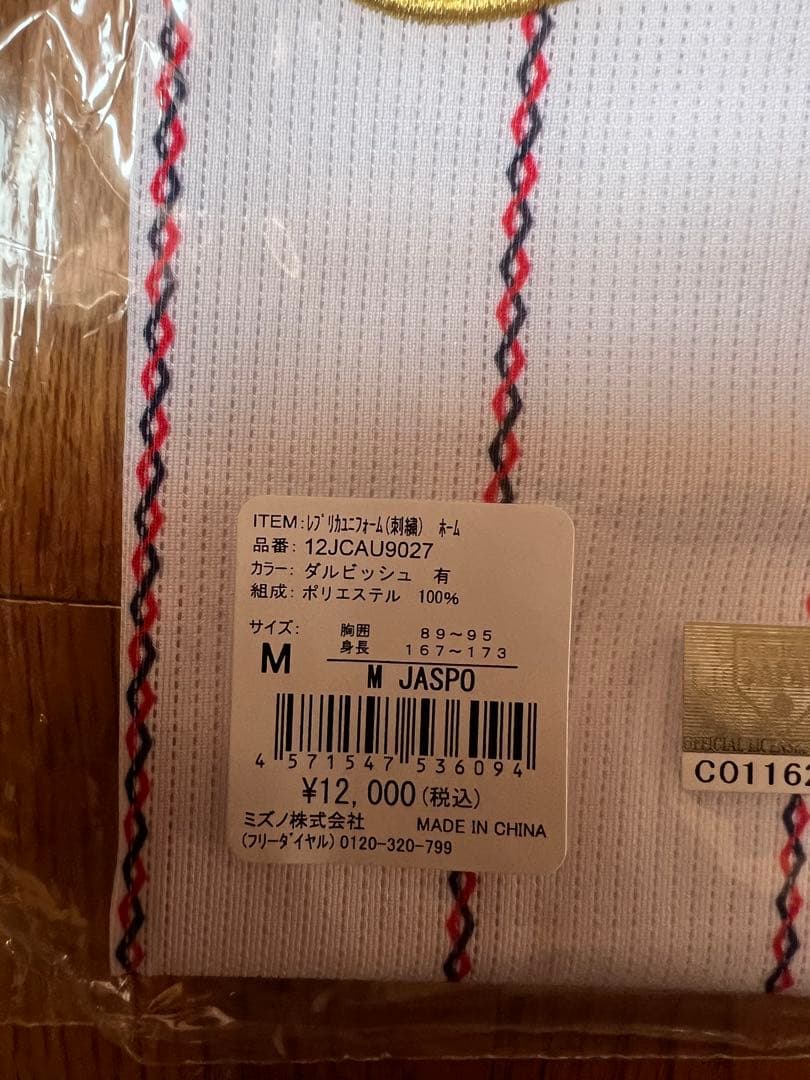 ITEM:ﾚﾌﾟﾘｶﾕﾆﾌｫｰﾑ(刺繍) ﾎｰﾑ
品番: 12JCAU9027
ｶﾗｰ: ダルビッシュ 有
組成: ポリエステル 100%
サイズ: 胸囲 89～95
M 身長 167～173
M JASPO
4 571547 536094
¥12,000(税込)
ミズノ株式会社 MADE IN CHINA
(ﾌﾘｰﾀﾞｲﾔﾙ) 0120-320-799
OFFICIAL LICENSE
CO1162